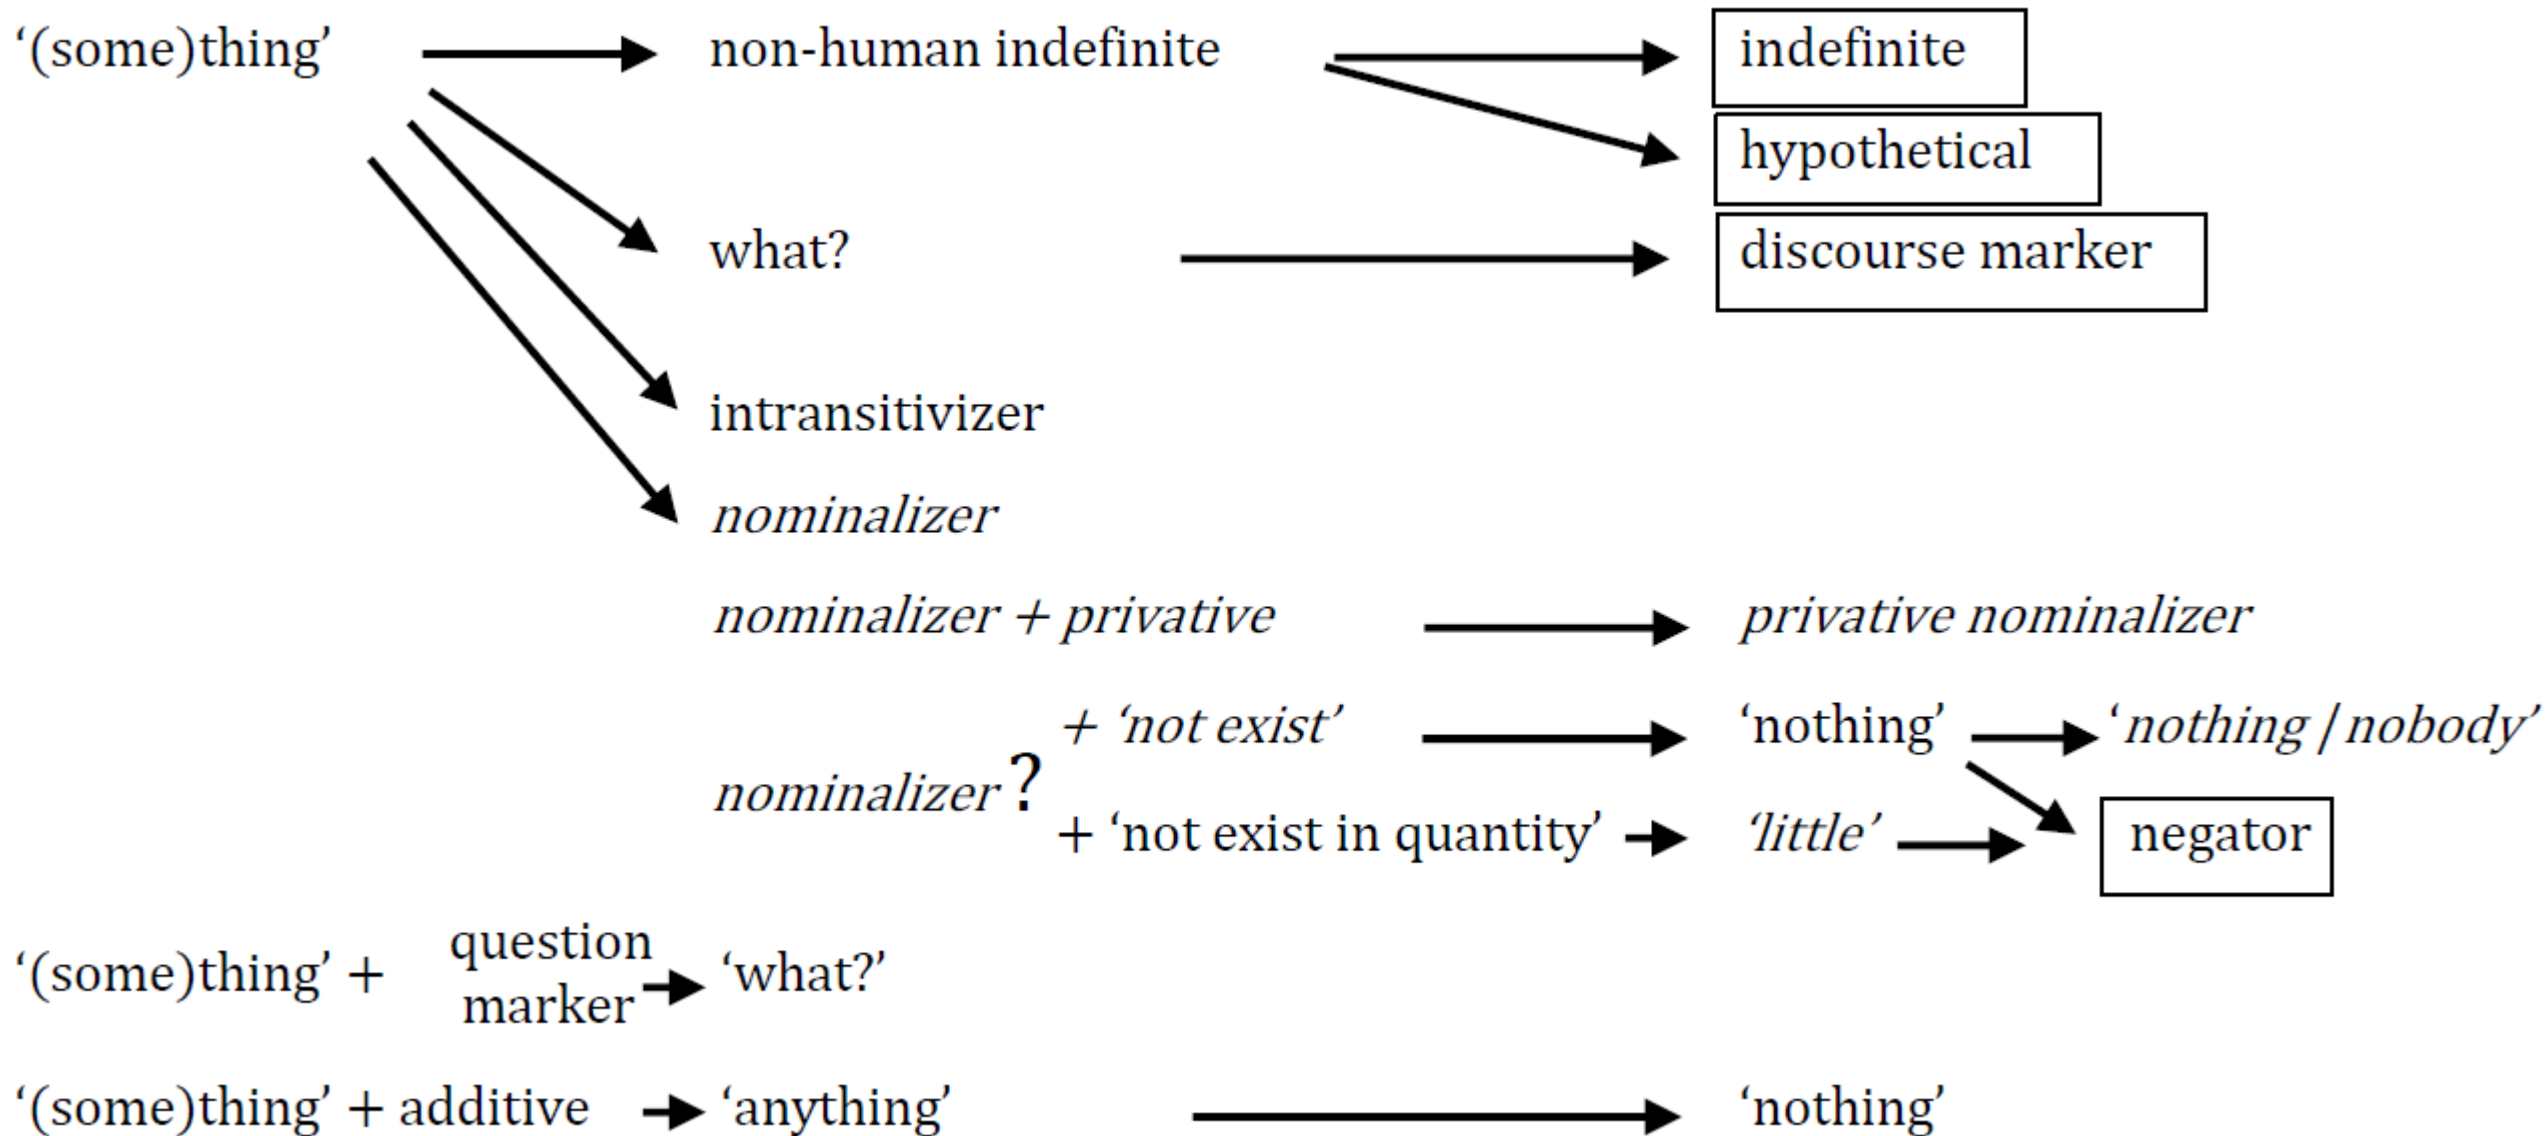 ‘(some)thing’ non-human indefinite indefinite
hypothetical
what? discourse marker
intransitivizer
nominalizer
nominalizer + privative privative nominalizer
+ ‘not exist’ ‘nothing’ ‘nothing / nobody’
nominalizer ?
+ ‘not exist in quantity’ ‘little’ negator
‘(some)thing’ + question marker ‘what?’
‘(some)thing’ + additive ‘anything’ ‘nothing’